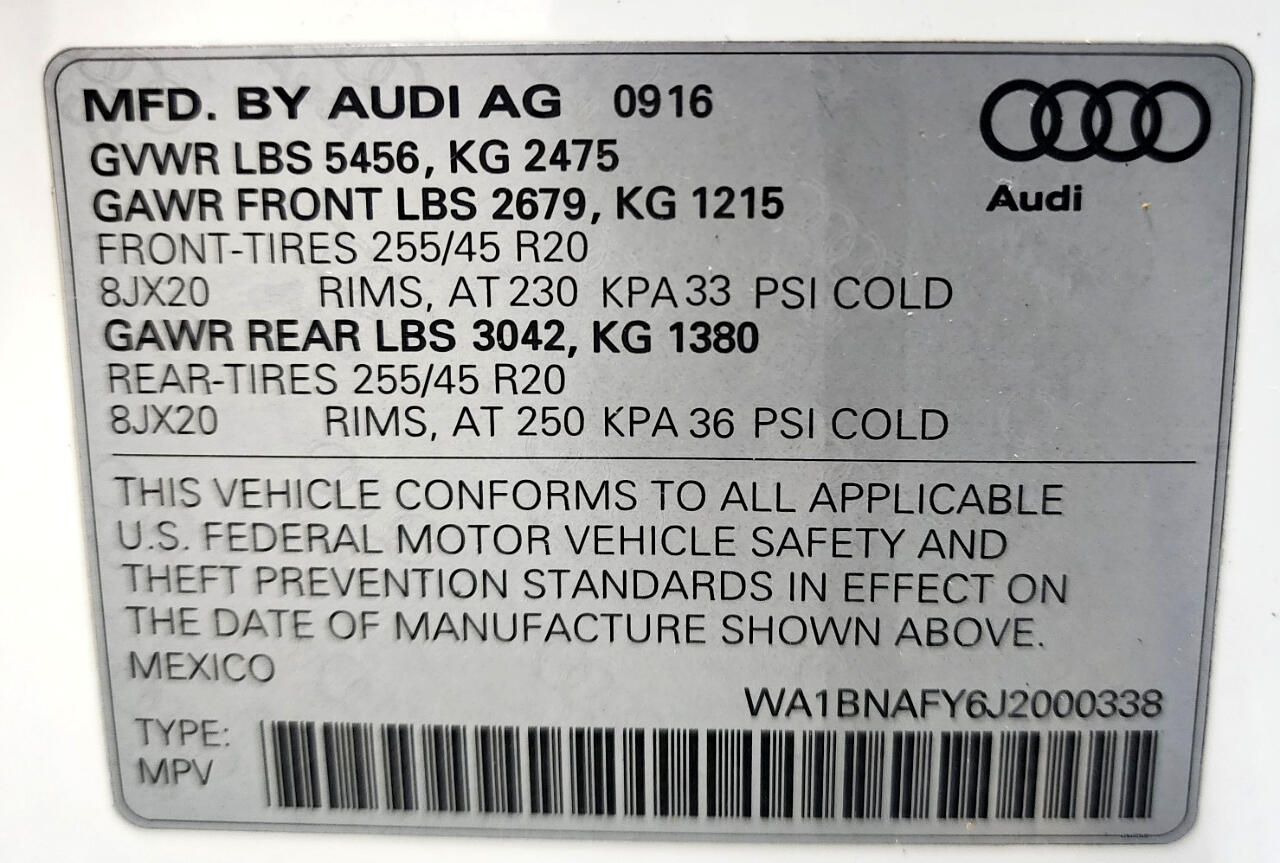 MFD. BY AUDI AG 0916
Audi
GVWR LBS 5456, KG 2475
GAWR FRONT LBS 2679, KG 1215
FRONT-TIRES 255/45 R20
8JX20 RIMS, AT 230 KPA 33 PSI COLD
GAWR REAR LBS 3042, KG 1380
REAR-TIRES 255/45 R20
8JX20 RIMS, AT 250 KPA 36 PSI COLD
THIS VEHICLE CONFORMS TO ALL APPLICABLE
U.S. FEDERAL MOTOR VEHICLE SAFETY AND
THEFT PREVENTION STANDARDS IN EFFECT ON
THE DATE OF MANUFACTURE SHOWN ABOVE.
MEXICO
WA1BNAFY6J2000338
TYPE:
MPV